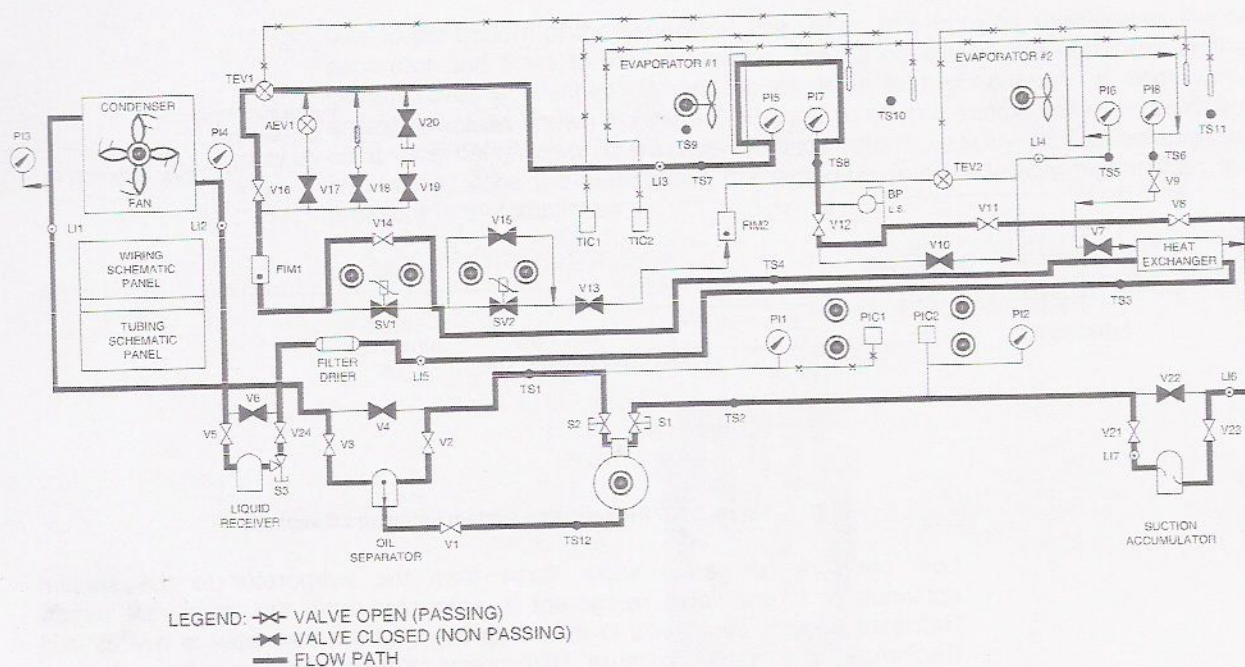 TEV1
EVAPORATOR #1
EVAPORATOR #2
CONDENSER
FAN
PI3
PI4
AEV1
V20
PI5
PI7
TS10
PI6
PI8
TS11
TS9
LI4
V16
V17
V18
V19
LI3
TS7
TS8
TEV2
TS5
TS6
V9
LI1
LI2
V14
V15
TIC1
TIC2
FIM2
BP
L.S.
V12
V11
V8
WIRING
SCHEMATIC
PANEL
FIM1
V10
V7
HEAT
EXCHANGER
TS4
TS3
TUBING
SCHEMATIC
PANEL
SV1
SV2
V13
PI1
PIC1
PIC2
PI2
FILTER
DRIER
LI5
TS1
V6
V5
V24
V3
V4
V2
S2
S1
TS2
V22
LI6
V21
V23
LI7
S3
LIQUID
RECEIVER
OIL
SEPARATOR
V1
TS12
SUCTION
ACCUMULATOR
LEGEND: VALVE OPEN (PASSING)
VALVE CLOSED (NON PASSING)
FLOW PATH